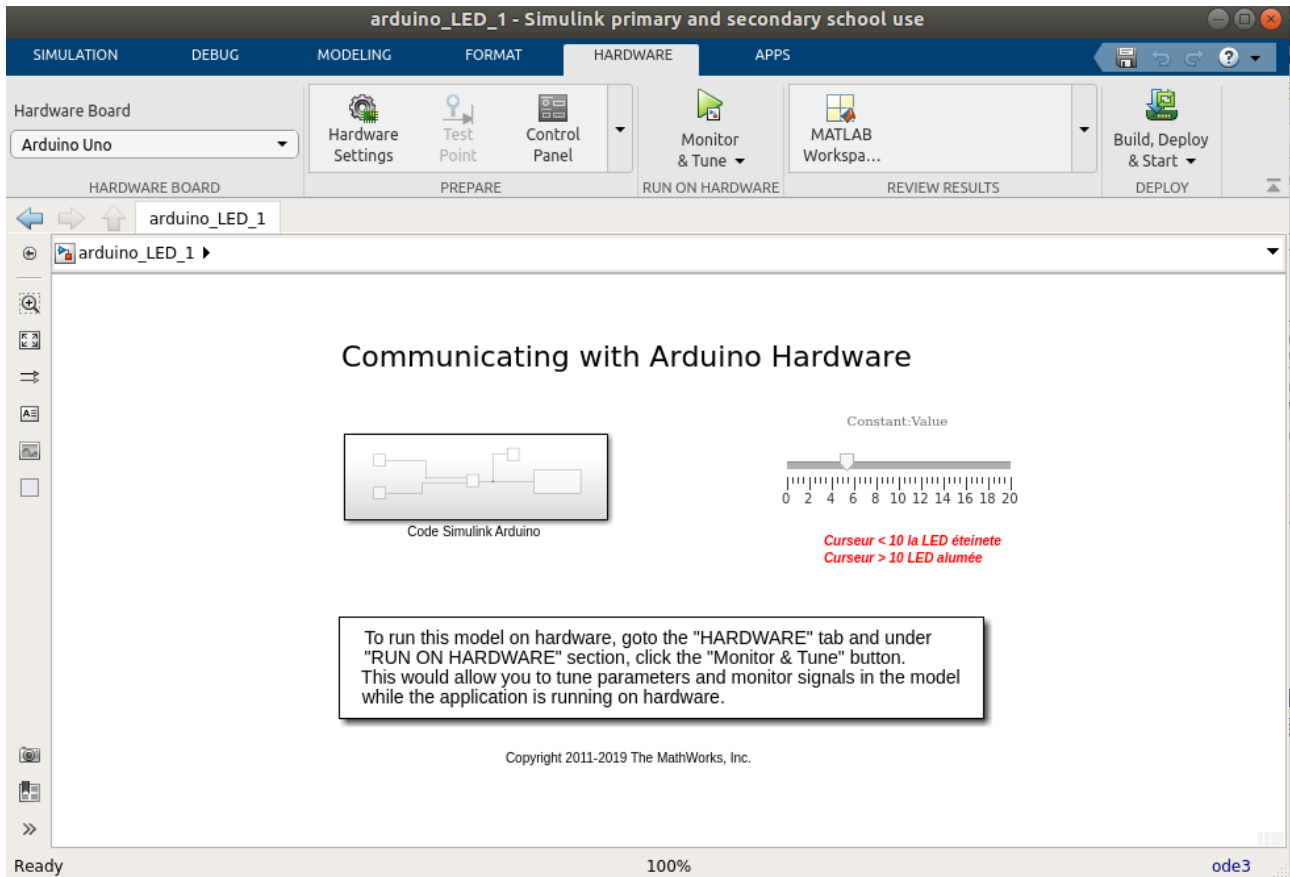 arduino_LED_1 - Simulink primary and secondary school use
SIMULATION DEBUG MODELING FORMAT HARDWARE APPS
Hardware Board
Arduino Uno
HARDWARE BOARD
Hardware
Settings
Test
Point
Control
Panel
PREPARE
Monitor
& Tune
RUN ON HARDWARE
MATLAB
Workspa...
REVIEW RESULTS
Build, Deploy
& Start
DEPLOY
arduino_LED_1
arduino_LED_1
Communicating with Arduino Hardware
Code Simulink Arduino
Constant:Value
0 2 4 6 8 10 12 14 16 18 20
Curseur < 10 la LED éteinete
Curseur > 10 LED alumée
To run this model on hardware, goto the "HARDWARE" tab and under
"RUN ON HARDWARE" section, click the "Monitor & Tune" button.
This would allow you to tune parameters and monitor signals in the model
while the application is running on hardware.
Copyright 2011-2019 The MathWorks, Inc.
Ready 100% ode3